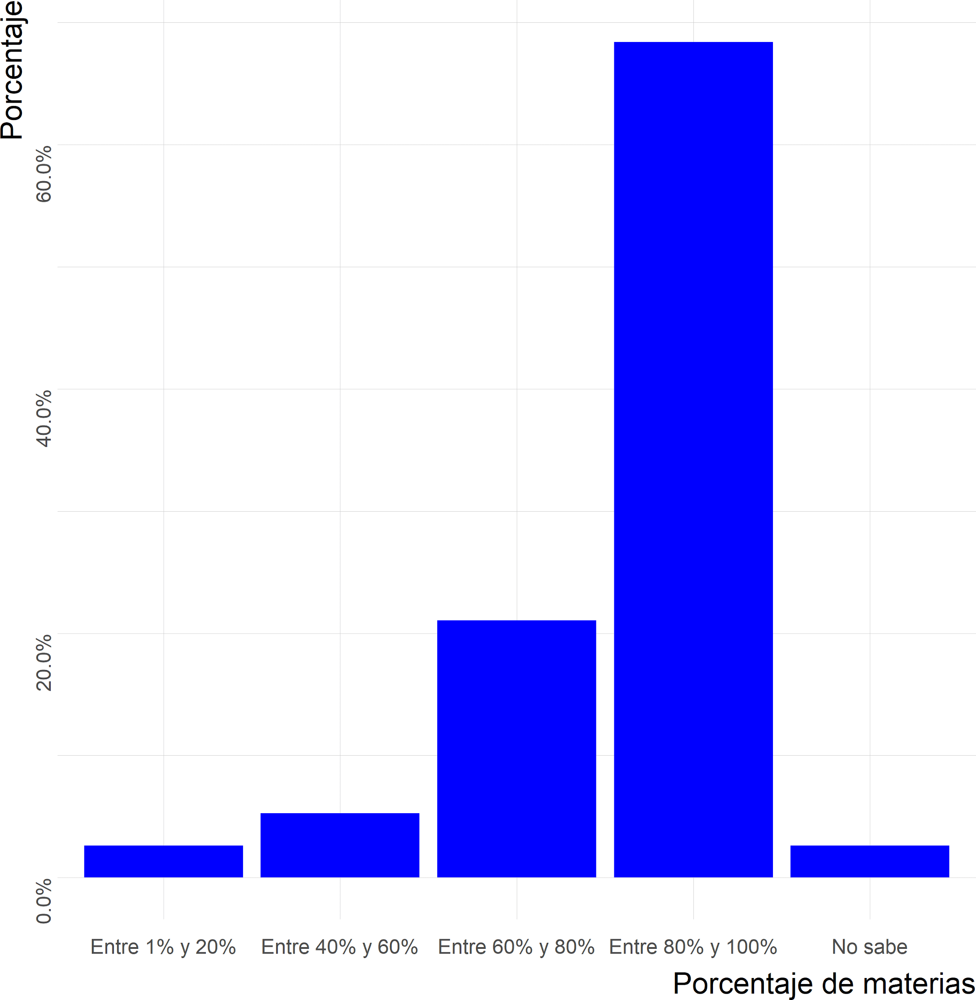 Porcentaje
60.0%
40.0%
20.0%
0.0%
Entre 1% y 20%
Entre 40% y 60%
Entre 60% y 80%
Entre 80% y 100%
No sabe
Porcentaje de materias